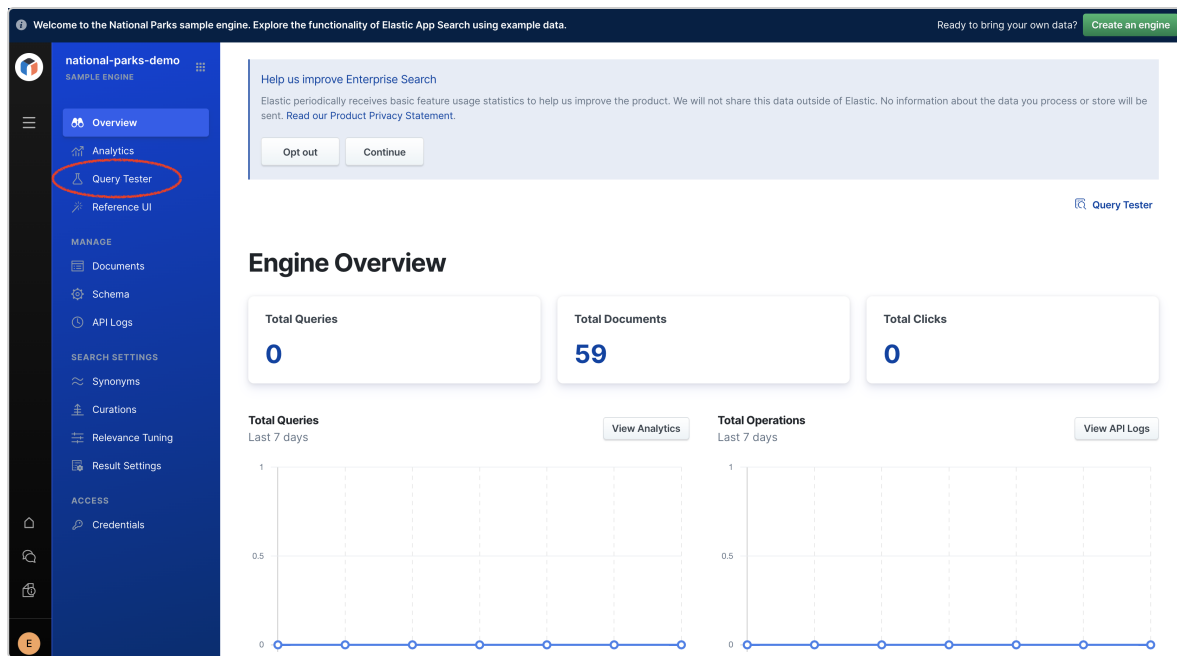 Welcome to the National Parks sample engine. Explore the functionality of Elastic App Search using example data.
Ready to bring your own data?
Create an engine
national-parks-demo
SAMPLE ENGINE
Overview
Analytics
Query Tester
Reference UI
MANAGE
Documents
Schema
API Logs
SEARCH SETTINGS
Synonyms
Curations
Relevance Tuning
Result Settings
ACCESS
Credentials
E
Help us improve Enterprise Search
Elastic periodically receives basic feature usage statistics to help us improve the product. We will not share this data outside of Elastic. No information about the data you process or store will be
sent. Read our Product Privacy Statement.
Opt out
Continue
Query Tester
Engine Overview
Total Queries
0
Total Documents
59
Total Clicks
0
Total Queries
Last 7 days
View Analytics
1
0.5
0
Total Operations
Last 7 days
View API Logs
1
0.5
0